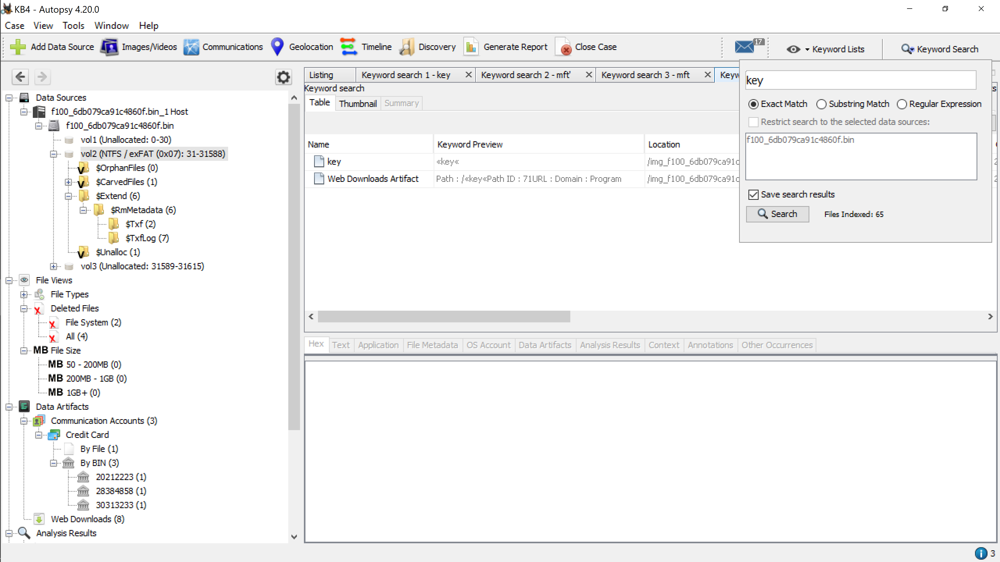 KB4 - Autopsy 4.20.0
Case View Tools Window Help
Add Data Source Images/Videos Communications Geolocation Timeline Discovery Generate Report Close Case 17 Keyword Lists Keyword Search
Data Sources
f100_6db079ca91c4860f.bin_1 Host
f100_6db079ca91c4860f.bin
vol1 (Unallocated: 0-30)
vol2 (NTFS / exFAT (0x07): 31-31588)
$OrphanFiles (0)
$CarvedFiles (1)
$Extend (6)
$RmMetadata (6)
$Txf (2)
$TxfLog (7)
$Unalloc (1)
vol3 (Unallocated: 31589-31615)
File Views
File Types
Deleted Files
File System (2)
All (4)
MB File Size
MB 50 - 200MB (0)
MB 200MB - 1GB (0)
MB 1GB+ (0)
Data Artifacts
Communication Accounts (3)
Credit Card
By File (1)
By BIN (3)
20212223 (1)
28384858 (1)
30313233 (1)
Web Downloads (8)
Analysis Results
Listing Keyword search 1 - key Keyword search 2 - mft' Keyword search 3 - mft Keyw
Keyword search
Table Thumbnail Summary
Name Keyword Preview Location
key «key« /img_f100_6db079ca91c
Web Downloads Artifact Path : /«key«Path ID : 71URL : Domain : Program /img_f100_6db079ca91c
key
Exact Match Substring Match Regular Expression
Restrict search to the selected data sources:
f100_6db079ca91c4860f.bin
Save search results
Search Files Indexed: 65
Hex Text Application File Metadata OS Account Data Artifacts Analysis Results Context Annotations Other Occurrences
3